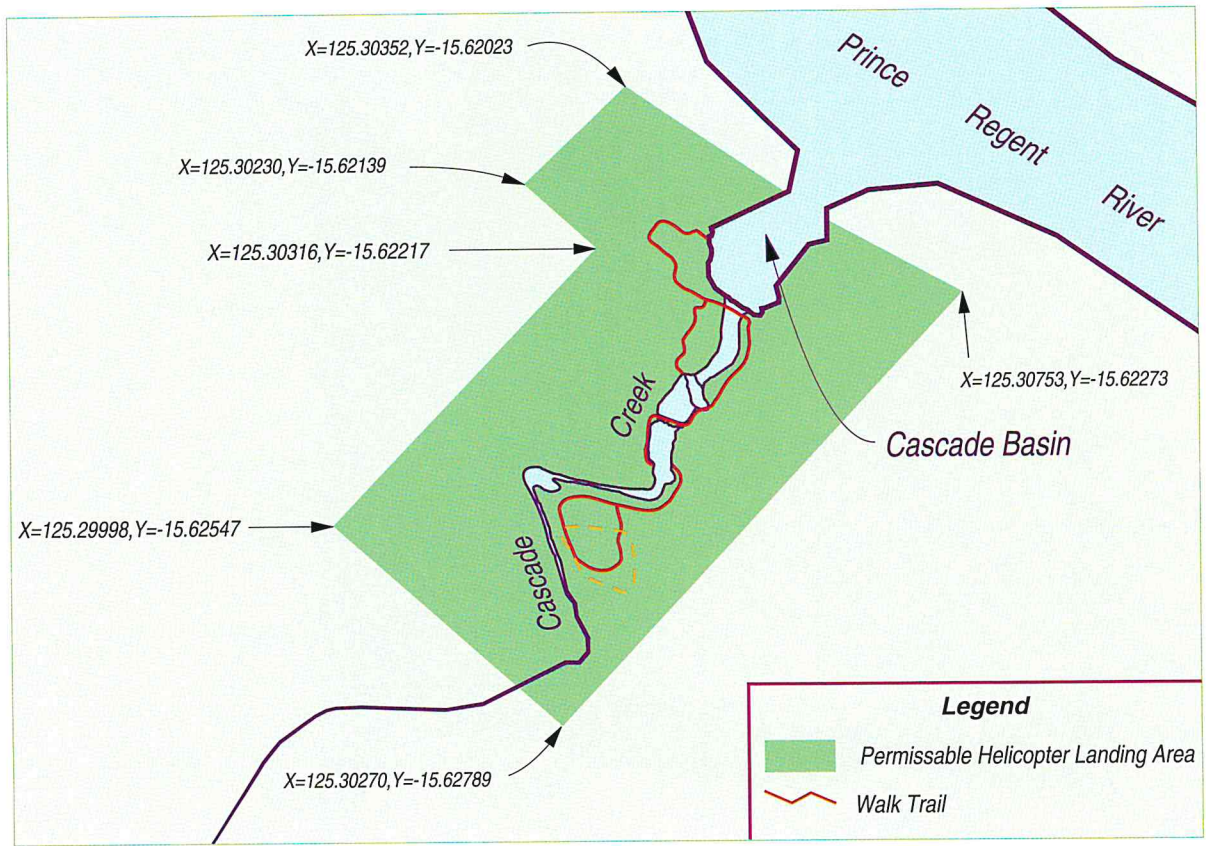 X=125.30352,Y=-15.62023
Prince
Regent
River
X=125.30230,Y=-15.62139
X=125.30316,Y=-15.62217
X=125.30753,Y=-15.62273
Creek
Cascade Basin
X=125.29998,Y=-15.62547
Cascade
X=125.30270,Y=-15.62789
Legend
Permissable Helicopter Landing Area
Walk Trail